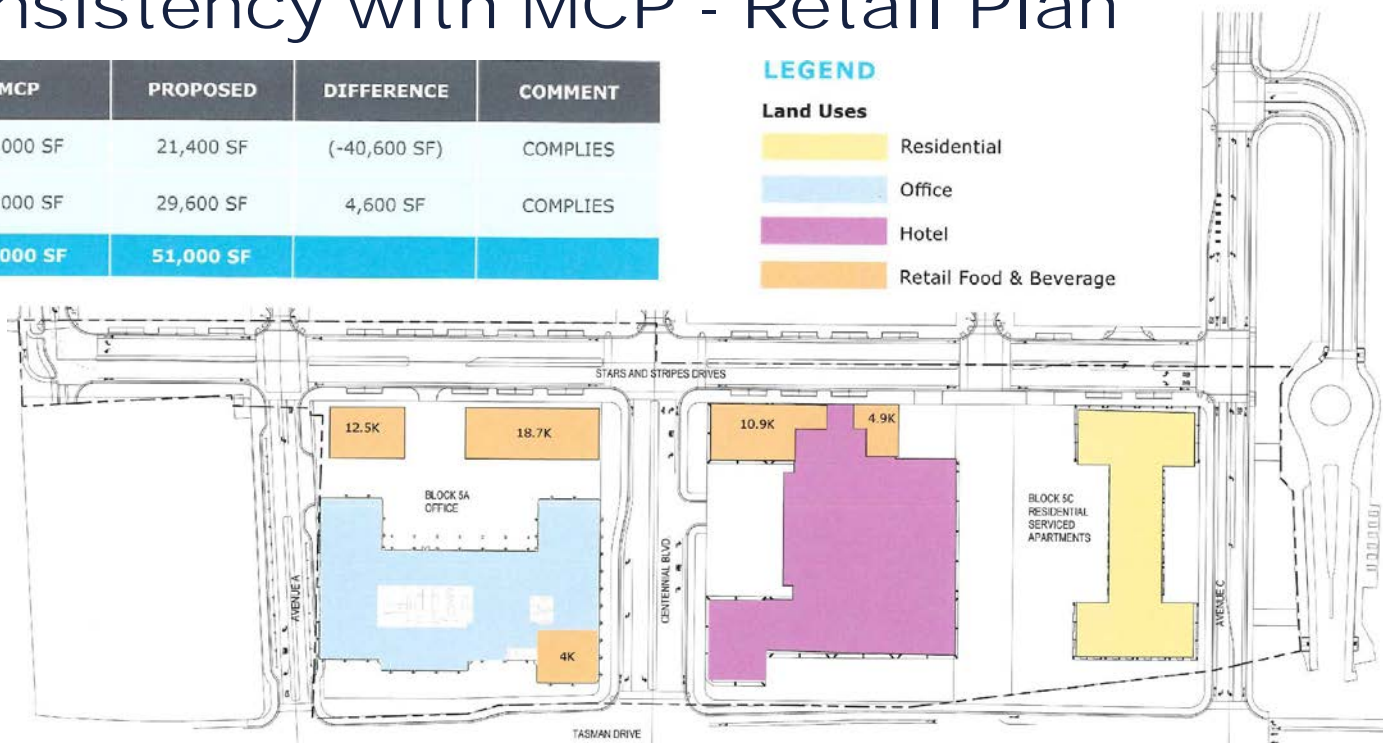 nsistency with MCP - Retail Plan
MCP PROPOSED DIFFERENCE COMMENT
000 SF 21,400 SF (-40,600 SF) COMPLIES
000 SF 29,600 SF 4,600 SF COMPLIES
000 SF 51,000 SF
LEGEND
Land Uses
Residential
Office
Hotel
Retail Food & Beverage
STARS AND STRIPES DRIVES
12.5K
18.7K
10.9K
4.9K
BLOCK 5A
OFFICE
BLOCK 5C
RESIDENTIAL
SERVICED
APARTMENTS
AVENUE A
CENTENNIAL BLVD.
AVENUE C
4K
TASMAN DRIVE